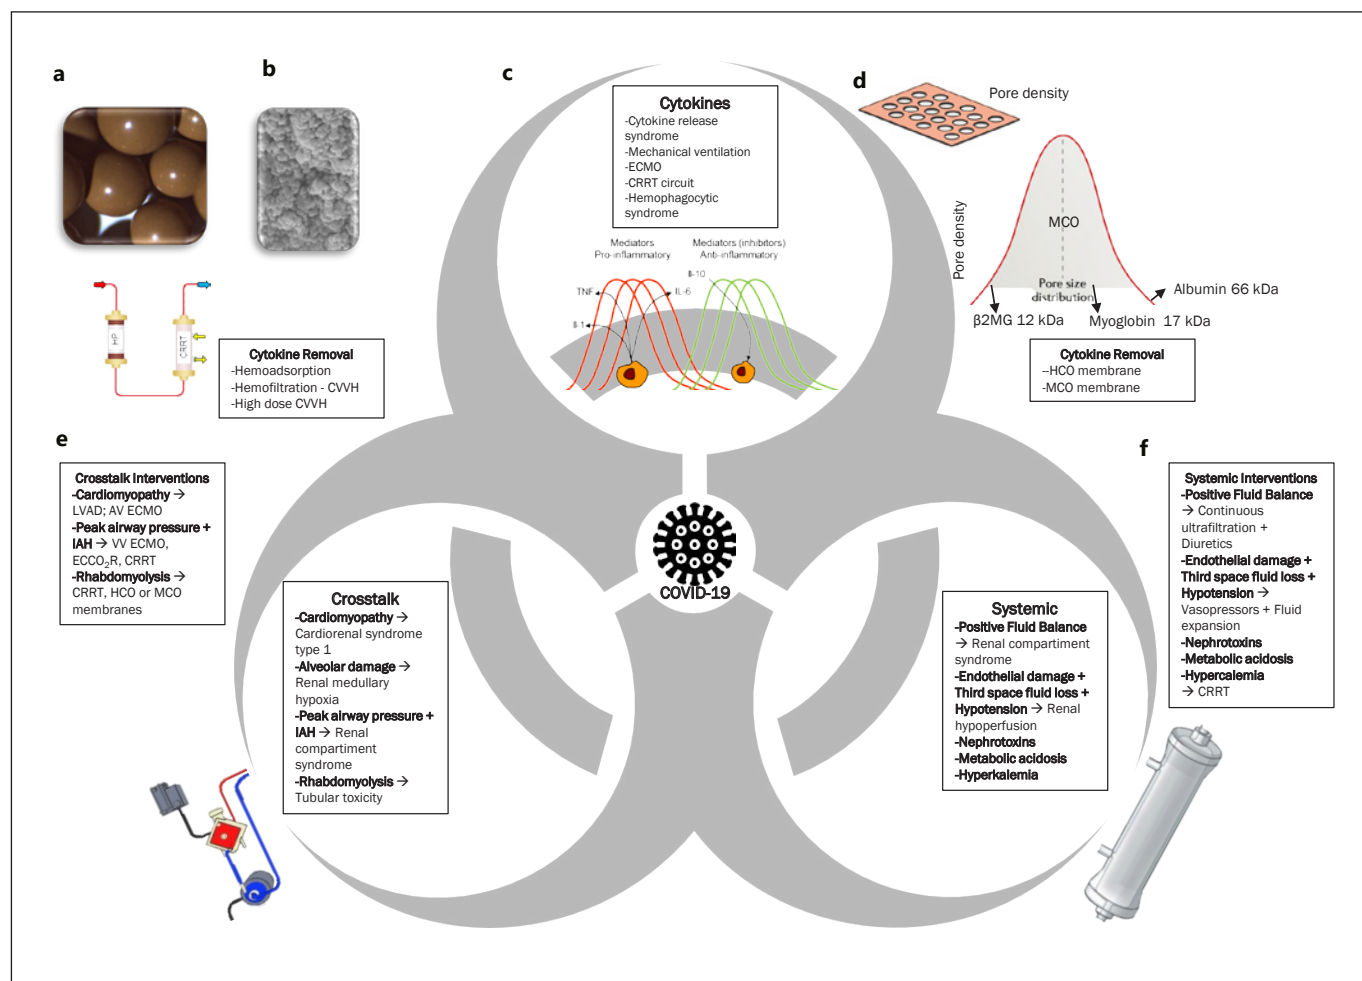 a
b
c
d
Cytokines
-Cytokine release
syndrome
-Mechanical ventilation
-ECMO
-CRRT circuit
-Hemophagocytic
syndrome
Mediators
Pro-inflammatory
Mediators (inhibitors)
Anti-inflammatory
TNF
IL-6
Il-1
Il-10
Pore density
Pore density
MCO
Pore size
distribution
β2MG 12 kDa
Myoglobin 17 kDa
Albumin 66 kDa
Cytokine Removal
--HCO membrane
-MCO membrane
HP
CRRT
Cytokine Removal
-Hemoadsorption
-Hemofiltration - CVVH
-High dose CVVH
e
Crosstalk Interventions
-Cardiomyopathy →
LVAD; AV ECMO
-Peak airway pressure +
IAH → VV ECMO,
ECCO₂R, CRRT
-Rhabdomyolysis →
CRRT, HCO or MCO
membranes
Crosstalk
-Cardiomyopathy →
Cardiorenal syndrome
type 1
-Alveolar damage →
Renal medullary
hypoxia
-Peak airway pressure +
IAH → Renal
compartiment
syndrome
-Rhabdomyolysis →
Tubular toxicity
COVID-19
Systemic
-Positive Fluid Balance
→ Renal compartiment
syndrome
-Endothelial damage +
Third space fluid loss +
Hypotension → Renal
hypoperfusion
-Nephrotoxins
-Metabolic acidosis
-Hyperkalemia
f
Systemic Interventions
-Positive Fluid Balance
→ Continuous
ultrafiltration +
Diuretics
-Endothelial damage +
Third space fluid loss +
Hypotension →
Vasopressors + Fluid
expansion
-Nephrotoxins
-Metabolic acidosis
-Hypercalemia
→ CRRT